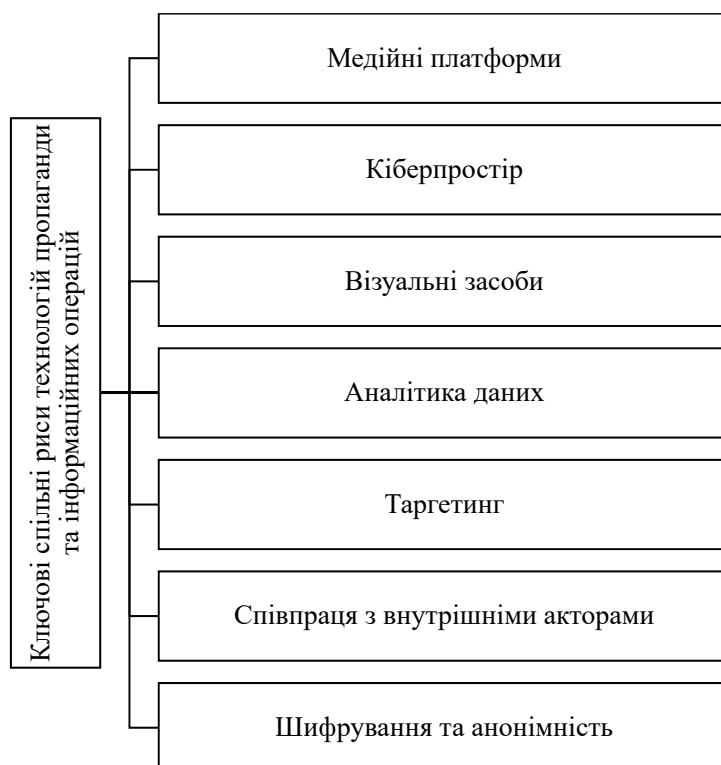 Ключові спільні риси технологій пропаганди
та інформаційних операцій
Медійні платформи
Кіберпростір
Візуальні засоби
Аналітика даних
Таргетинг
Співпраця з внутрішніми акторами
Шифрування та анонімність